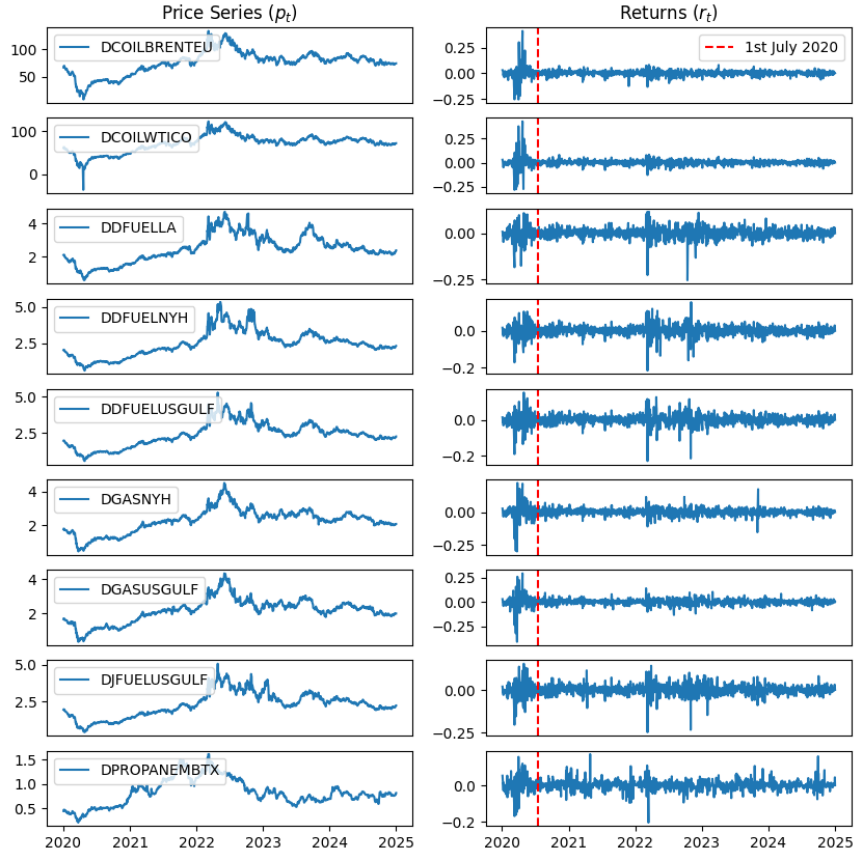 Price Series (p_t)
Returns (r_t)
DCOILBRENTEU
100
50
0.25
0.00
−0.25
1st July 2020
DCOILWTICO
100
0
0.25
0.00
−0.25
DDFUELLA
4
2
0.00
−0.25
DDFUELNYH
5.0
2.5
0.0
−0.2
DDFUELUSGULF
5.0
2.5
0.0
−0.2
DGASNYH
4
2
0.00
−0.25
DGASUSGULF
4
2
0.25
0.00
−0.25
DJFUELUSGULF
5.0
2.5
0.00
−0.25
DPROPANEMBTX
1.5
1.0
0.5
0.0
−0.2
2020 2021 2022 2023 2024 2025
2020 2021 2022 2023 2024 2025